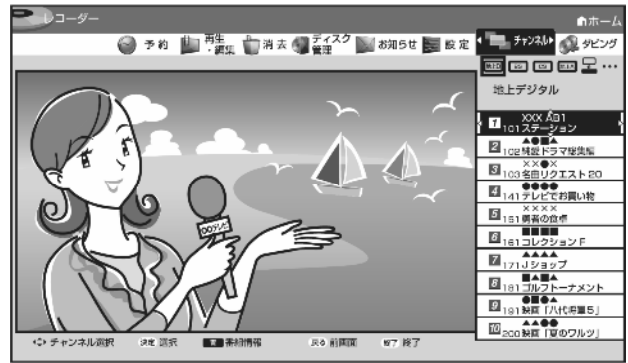 レコーダー
ホーム
予約
再生・編集
消去
ディスク管理
お知らせ
設定
チャンネル
ダビング
地上デジタル
1 XXX AB1
101 ステーション
2 ▲●■▲
102 純愛ドラマ総集編
3 ××●×
103 名曲リクエスト20
4 ●●●●
141 テレビでお買い物
5 ××××
151 勇者の食卓
6 ■■■■
161 コレクションF
7 ▲▲▲▲
171 Jショップ
8 ■▲■▲
181 ゴルフトーナメント
9 ●■●▲
191 映画「八代将軍5」
10 ▲▲●●
200 映画「夏のワルツ」
○○テレビ
チャンネル選択
決定 選択
番組情報
戻る 前画面
終了 終了